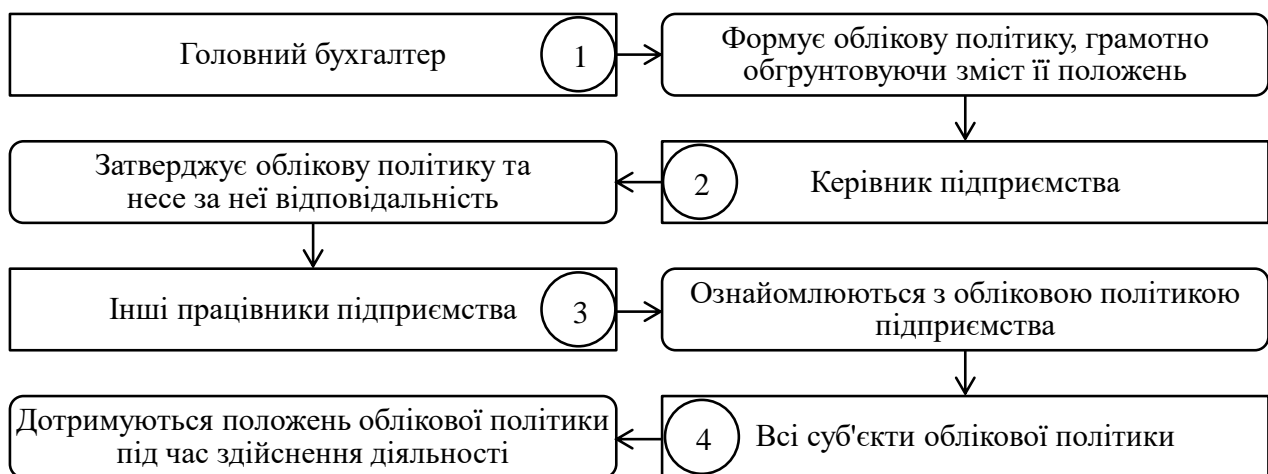 Головний бухгалтер
1
Формує облікову політику, грамотно
обгрунтовуючи зміст її положень
Затверджує облікову політику та
несе за неї відповідальність
2
Керівник підприємства
Інші працівники підприємства
3
Ознайомлюються з обліковою політикою
підприємства
Дотримуються положень облікової політики
під час здійснення діяльності
4
Всі суб'єкти облікової політики